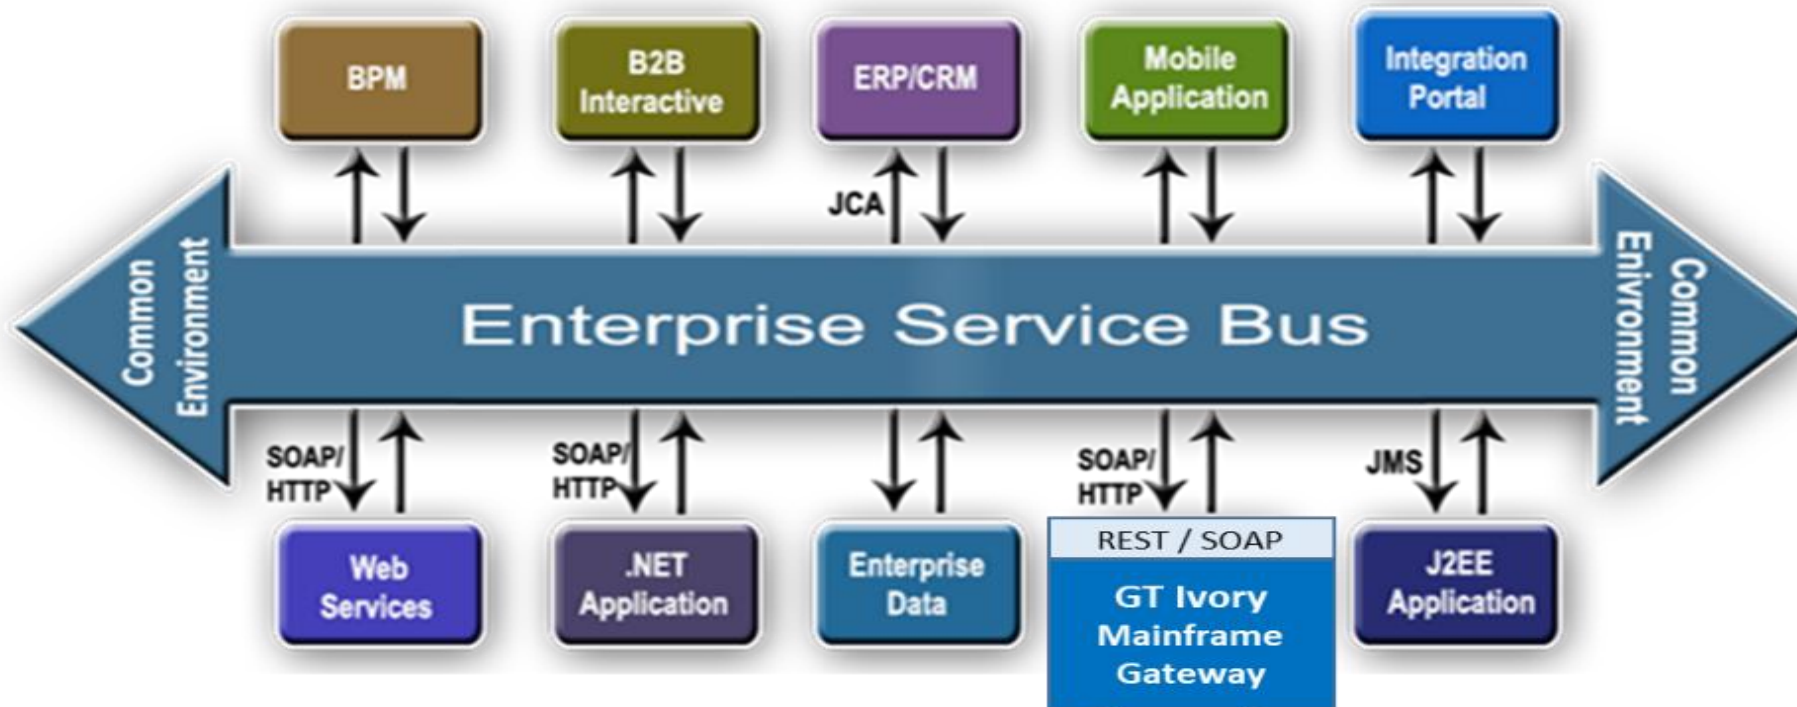 BPM
B2B
Interactive
ERP/CRM
Mobile
Application
Integration
Portal
JCA
Common
Environment
Enterprise Service Bus
Common
Enivronment
SOAP/
HTTP
SOAP/
HTTP
SOAP/
HTTP
JMS
Web
Services
.NET
Application
Enterprise
Data
REST / SOAP
GT Ivory
Mainframe
Gateway
J2EE
Application